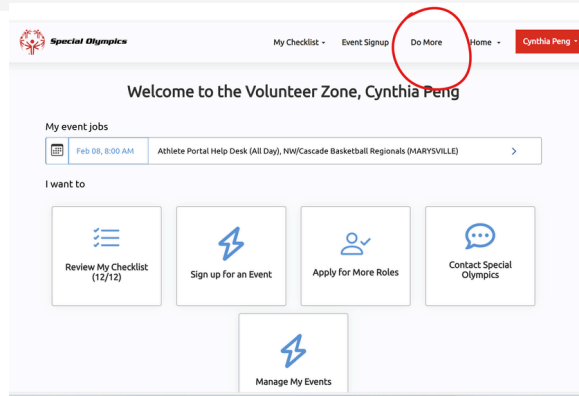 Special Olympics
My Checklist
Event Signup
Do More
Home
Cynthia Peng
Welcome to the Volunteer Zone, Cynthia Peng
My event jobs
Feb 08, 8:00 AM
Athlete Portal Help Desk (All Day), NW/Cascade Basketball Regionals (MARYSVILLE)
I want to
Review My Checklist
(12/12)
Sign up for an Event
Apply for More Roles
Contact Special
Olympics
Manage My Events